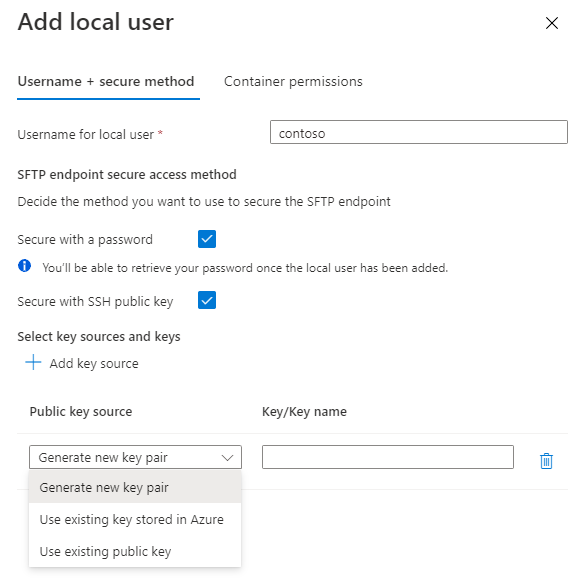 Add local user
Username + secure method Container permissions
Username for local user * contoso
SFTP endpoint secure access method
Decide the method you want to use to secure the SFTP endpoint
Secure with a password
You'll be able to retrieve your password once the local user has been added.
Secure with SSH public key
Select key sources and keys
Add key source
Public key source Key/Key name
Generate new key pair
Generate new key pair
Use existing key stored in Azure
Use existing public key